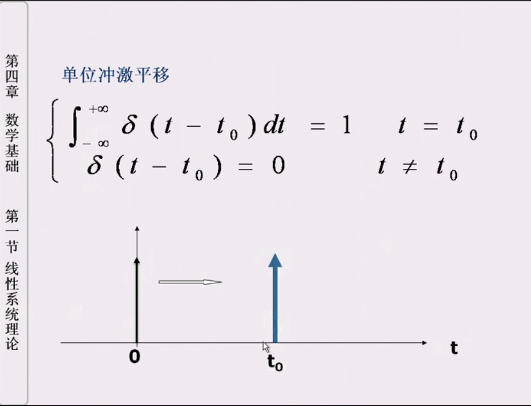 第四章 数学基础 第一节 线性系统理论
单位冲激平移
∫₋∞⁺∞ δ (t − t₀) dt = 1 t = t₀
δ (t − t₀) = 0 t ≠ t₀
0 t₀ t